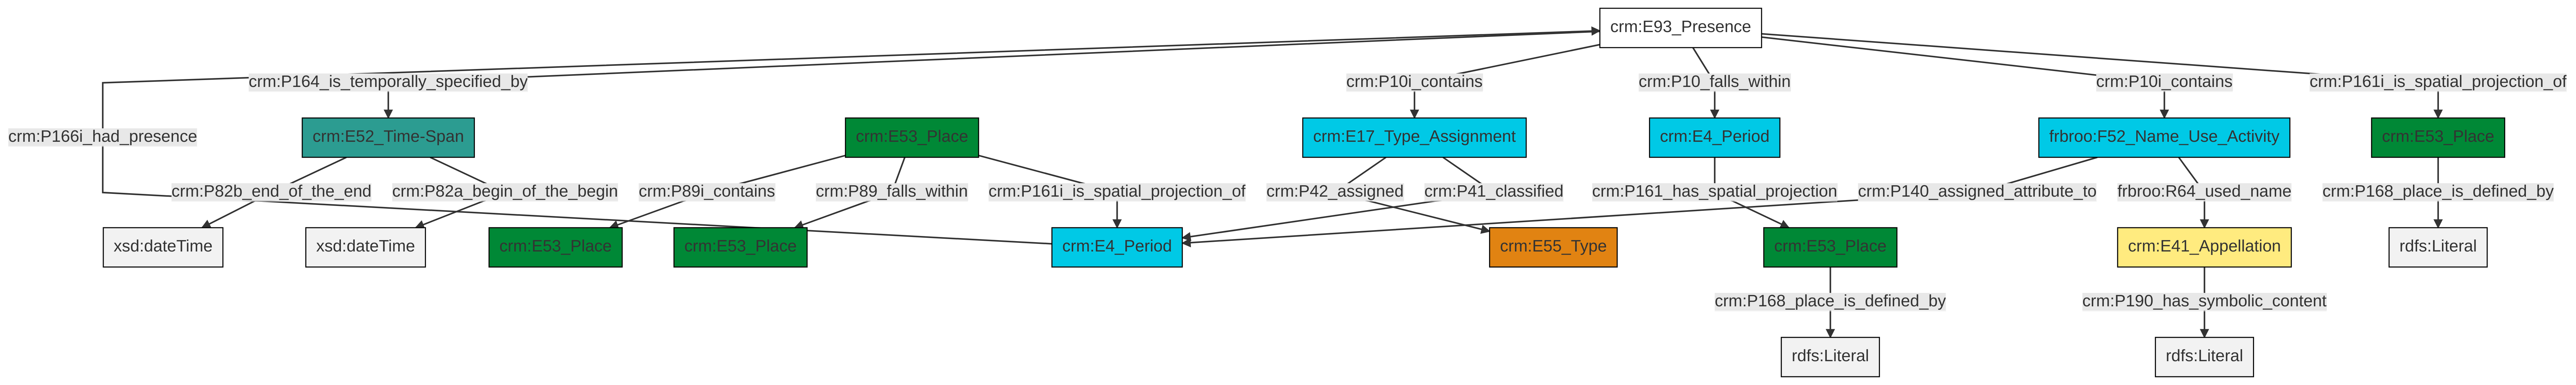 crm:E93_Presence
crm:P164_is_temporally_specified_by
crm:P10i_contains
crm:P10_falls_within
crm:P10i_contains
crm:P161i_is_spatial_projection_of
crm:P166i_had_presence
crm:E52_Time-Span
crm:E53_Place
crm:E17_Type_Assignment
crm:E4_Period
frbroo:F52_Name_Use_Activity
crm:E53_Place
crm:P82b_end_of_the_end
crm:P82a_begin_of_the_begin
crm:P89i_contains
crm:P89_falls_within
crm:P161i_is_spatial_projection_of
crm:P42_assigned
crm:P41_classified
crm:P161_has_spatial_projection
crm:P140_assigned_attribute_to
frbroo:R64_used_name
crm:P168_place_is_defined_by
xsd:dateTime
xsd:dateTime
crm:E53_Place
crm:E53_Place
crm:E4_Period
crm:E55_Type
crm:E53_Place
crm:E41_Appellation
rdfs:Literal
crm:P168_place_is_defined_by
crm:P190_has_symbolic_content
rdfs:Literal
rdfs:Literal